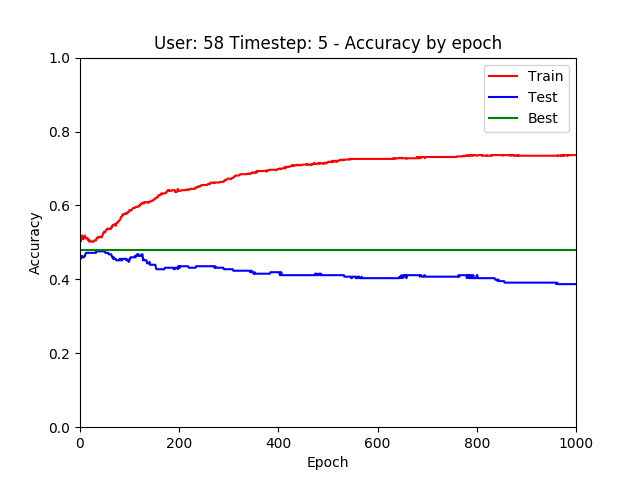 User: 58 Timestep: 5 - Accuracy by epoch
1.0
0.8
0.6
0.4
0.2
0.0
Accuracy
Train
Test
Best
0 200 400 600 800 1000
Epoch